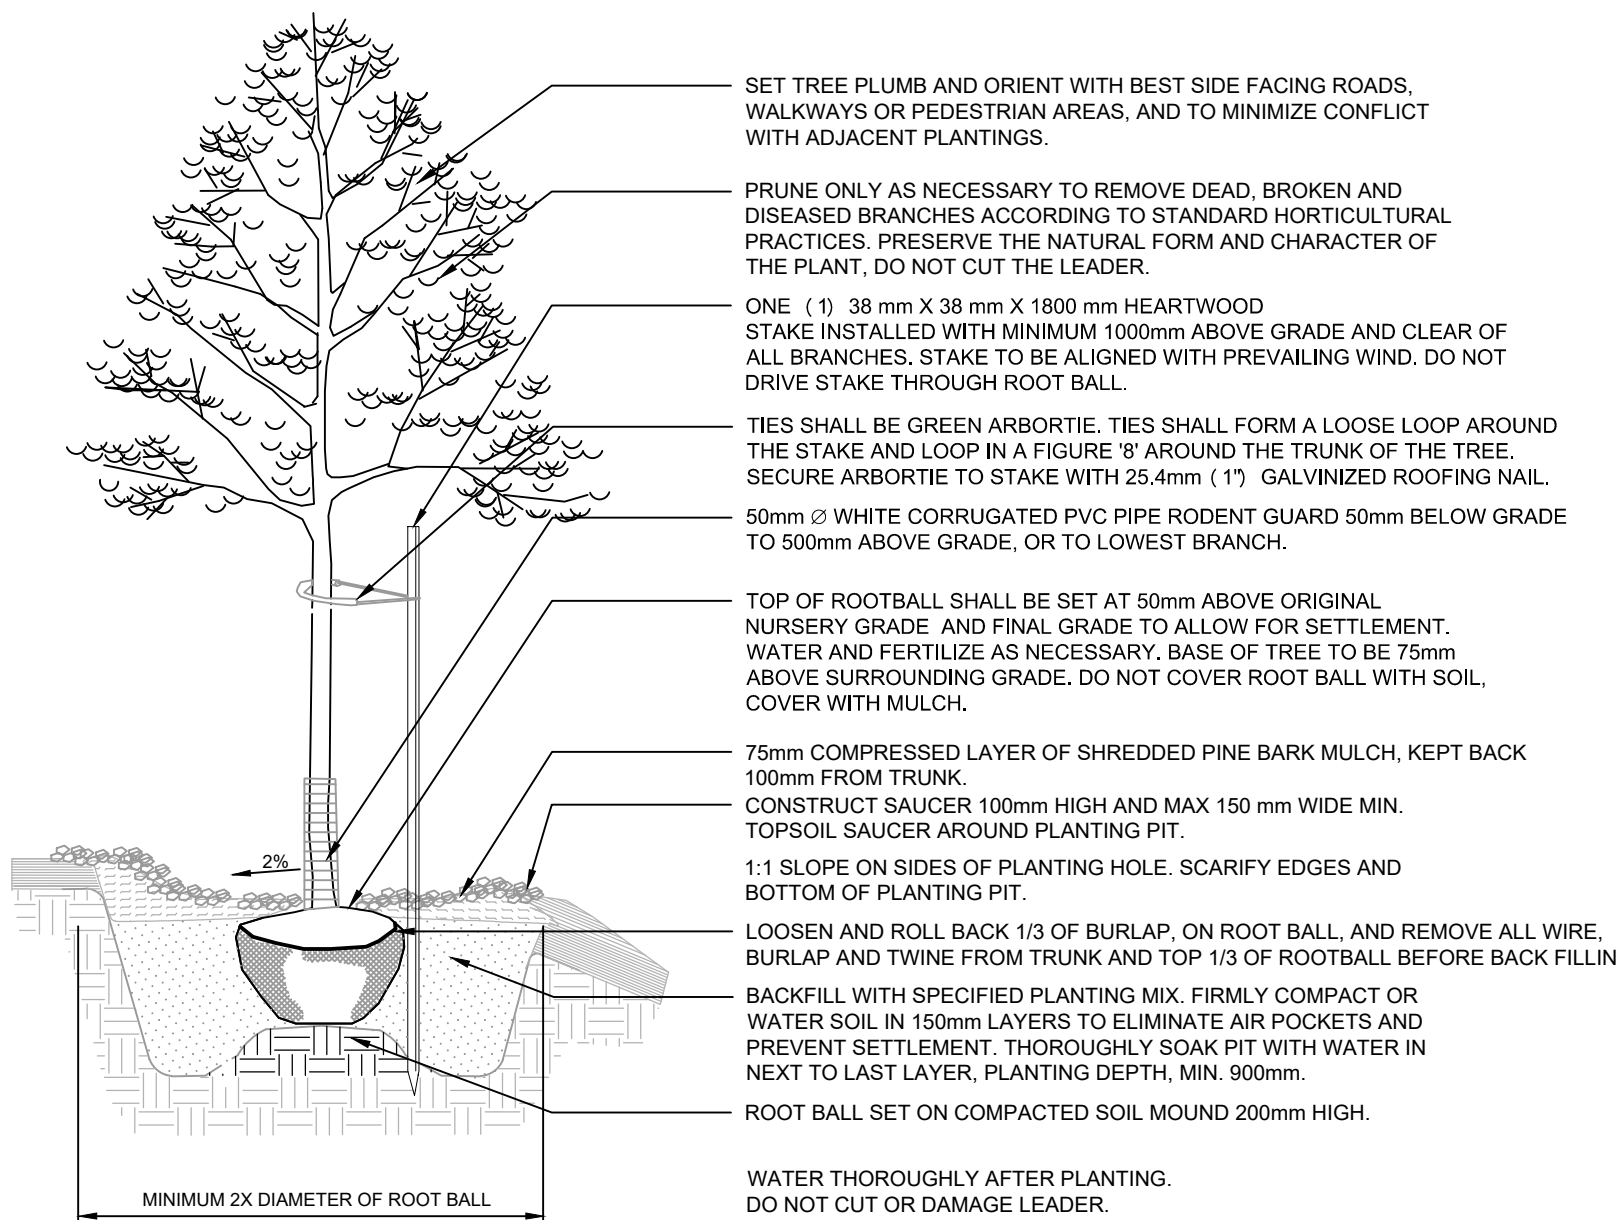 SET TREE PLUMB AND ORIENT WITH BEST SIDE FACING ROADS,
WALKWAYS OR PEDESTRIAN AREAS, AND TO MINIMIZE CONFLICT
WITH ADJACENT PLANTINGS.
PRUNE ONLY AS NECESSARY TO REMOVE DEAD, BROKEN AND
DISEASED BRANCHES ACCORDING TO STANDARD HORTICULTURAL
PRACTICES. PRESERVE THE NATURAL FORM AND CHARACTER OF
THE PLANT, DO NOT CUT THE LEADER.
ONE (1) 38 mm X 38 mm X 1800 mm HEARTWOOD
STAKE INSTALLED WITH MINIMUM 1000mm ABOVE GRADE AND CLEAR OF
ALL BRANCHES. STAKE TO BE ALIGNED WITH PREVAILING WIND. DO NOT
DRIVE STAKE THROUGH ROOT BALL.
TIES SHALL BE GREEN ARBORTIE. TIES SHALL FORM A LOOSE LOOP AROUND
THE STAKE AND LOOP IN A FIGURE '8' AROUND THE TRUNK OF THE TREE.
SECURE ARBORTIE TO STAKE WITH 25.4mm (1") GALVINIZED ROOFING NAIL.
50mm Ø WHITE CORRUGATED PVC PIPE RODENT GUARD 50mm BELOW GRADE
TO 500mm ABOVE GRADE, OR TO LOWEST BRANCH.
TOP OF ROOTBALL SHALL BE SET AT 50mm ABOVE ORIGINAL
NURSERY GRADE AND FINAL GRADE TO ALLOW FOR SETTLEMENT.
WATER AND FERTILIZE AS NECESSARY. BASE OF TREE TO BE 75mm
ABOVE SURROUNDING GRADE. DO NOT COVER ROOT BALL WITH SOIL,
COVER WITH MULCH.
75mm COMPRESSED LAYER OF SHREDDED PINE BARK MULCH, KEPT BACK
100mm FROM TRUNK.
CONSTRUCT SAUCER 100mm HIGH AND MAX 150 mm WIDE MIN.
TOPSOIL SAUCER AROUND PLANTING PIT.
2%
1:1 SLOPE ON SIDES OF PLANTING HOLE. SCARIFY EDGES AND
BOTTOM OF PLANTING PIT.
LOOSEN AND ROLL BACK 1/3 OF BURLAP, ON ROOT BALL, AND REMOVE ALL WIRE,
BURLAP AND TWINE FROM TRUNK AND TOP 1/3 OF ROOTBALL BEFORE BACK FILLIN
BACKFILL WITH SPECIFIED PLANTING MIX. FIRMLY COMPACT OR
WATER SOIL IN 150mm LAYERS TO ELIMINATE AIR POCKETS AND
PREVENT SETTLEMENT. THOROUGHLY SOAK PIT WITH WATER IN
NEXT TO LAST LAYER, PLANTING DEPTH, MIN. 900mm.
ROOT BALL SET ON COMPACTED SOIL MOUND 200mm HIGH.
WATER THOROUGHLY AFTER PLANTING.
DO NOT CUT OR DAMAGE LEADER.
MINIMUM 2X DIAMETER OF ROOT BALL